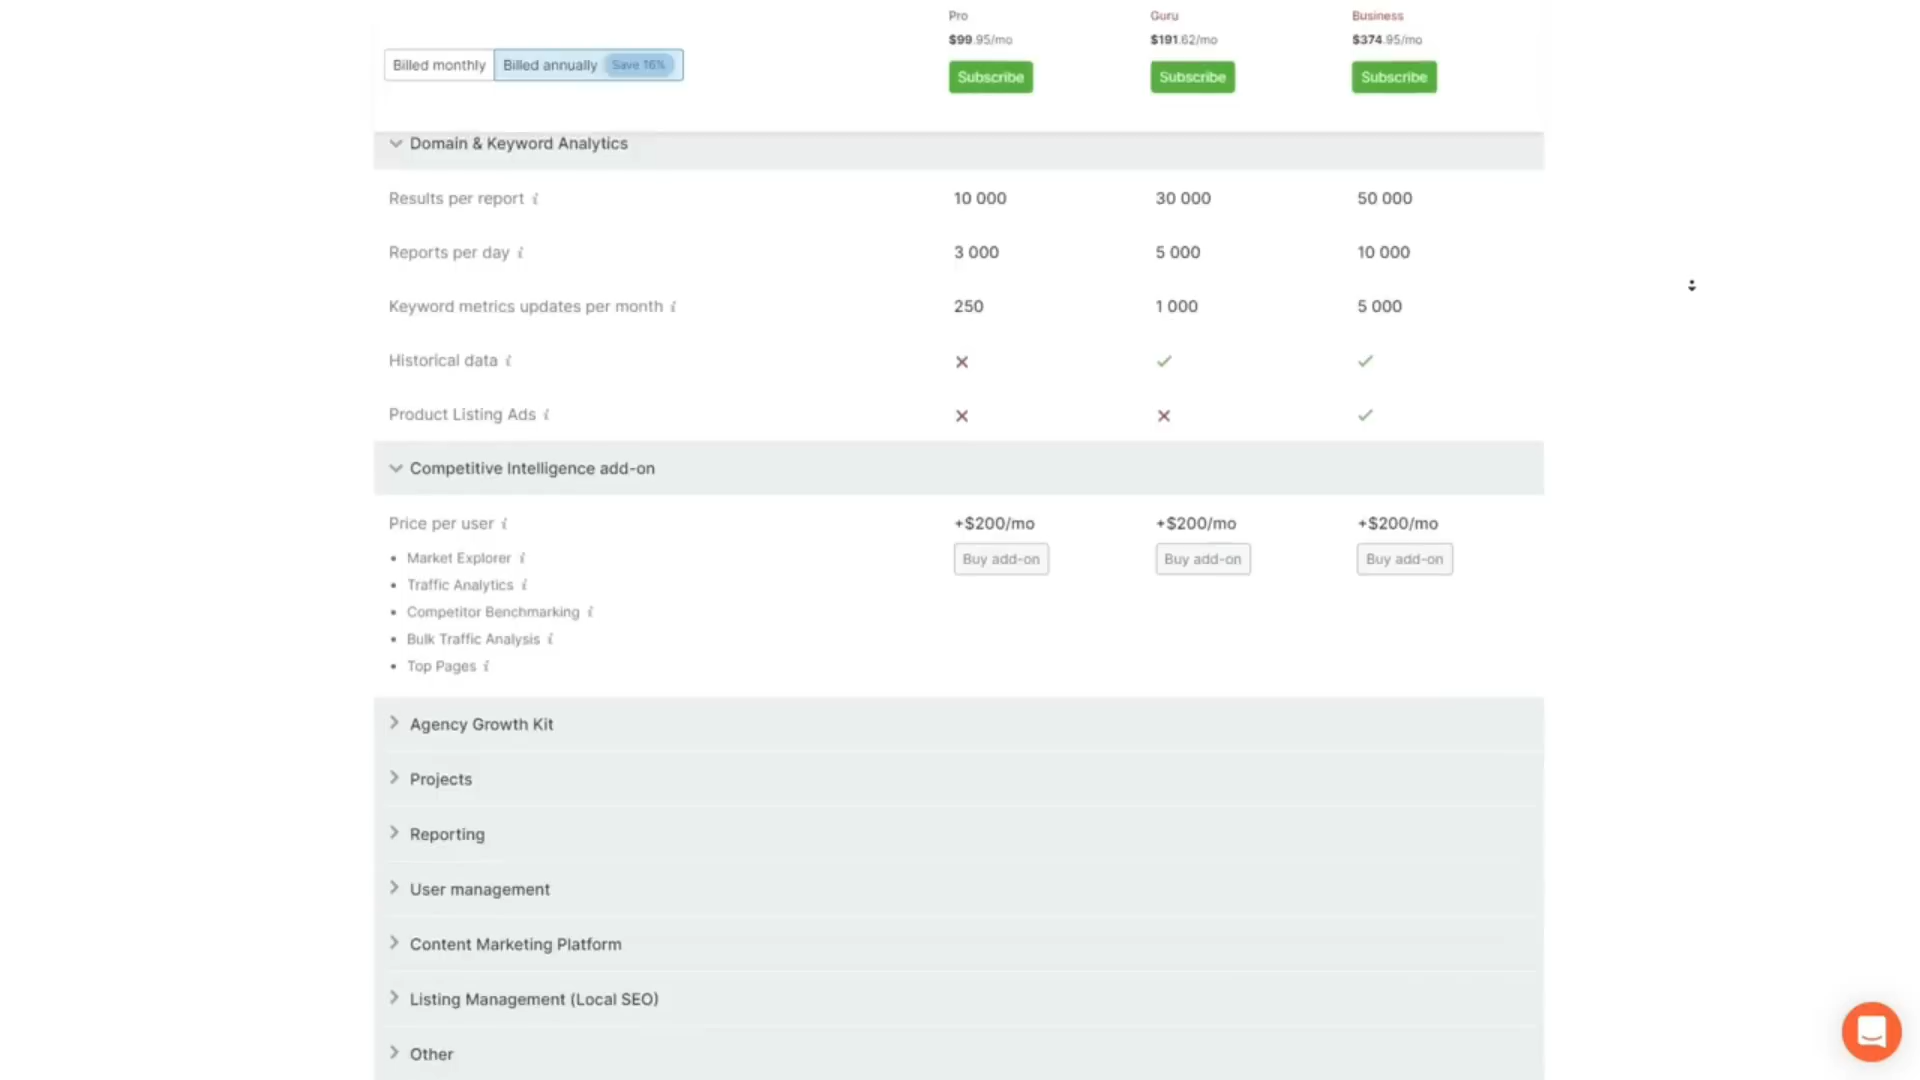 Pro Guru Business
$99.95/mo $191.62/mo $374.95/mo
Billed monthly Billed annually Save 16%
Subscribe Subscribe Subscribe
Domain & Keyword Analytics
Results per report i 10 000 30 000 50 000
Reports per day i 3 000 5 000 10 000
Keyword metrics updates per month i 250 1 000 5 000
Historical data i
Product Listing Ads i
Competitive Intelligence add-on
Price per user i +$200/mo +$200/mo +$200/mo
Buy add-on Buy add-on Buy add-on
• Market Explorer i
• Traffic Analytics i
• Competitor Benchmarking i
• Bulk Traffic Analysis i
• Top Pages i
Agency Growth Kit
Projects
Reporting
User management
Content Marketing Platform
Listing Management (Local SEO)
Other